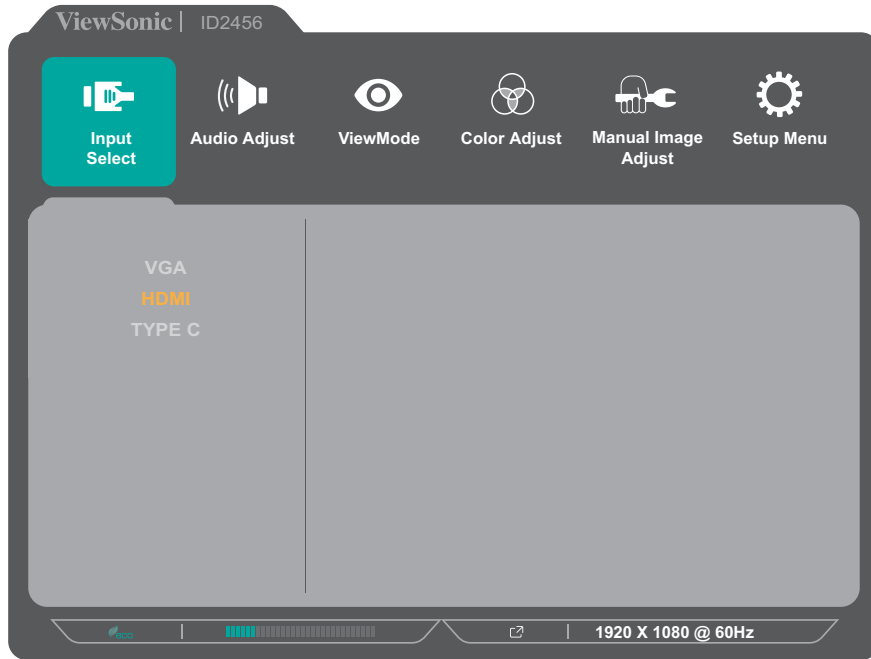 ViewSonic | ID2456
Input
Select
Audio Adjust
ViewMode
Color Adjust
Manual Image
Adjust
Setup Menu
VGA
HDMI
TYPE C
eco
1920 X 1080 @ 60Hz